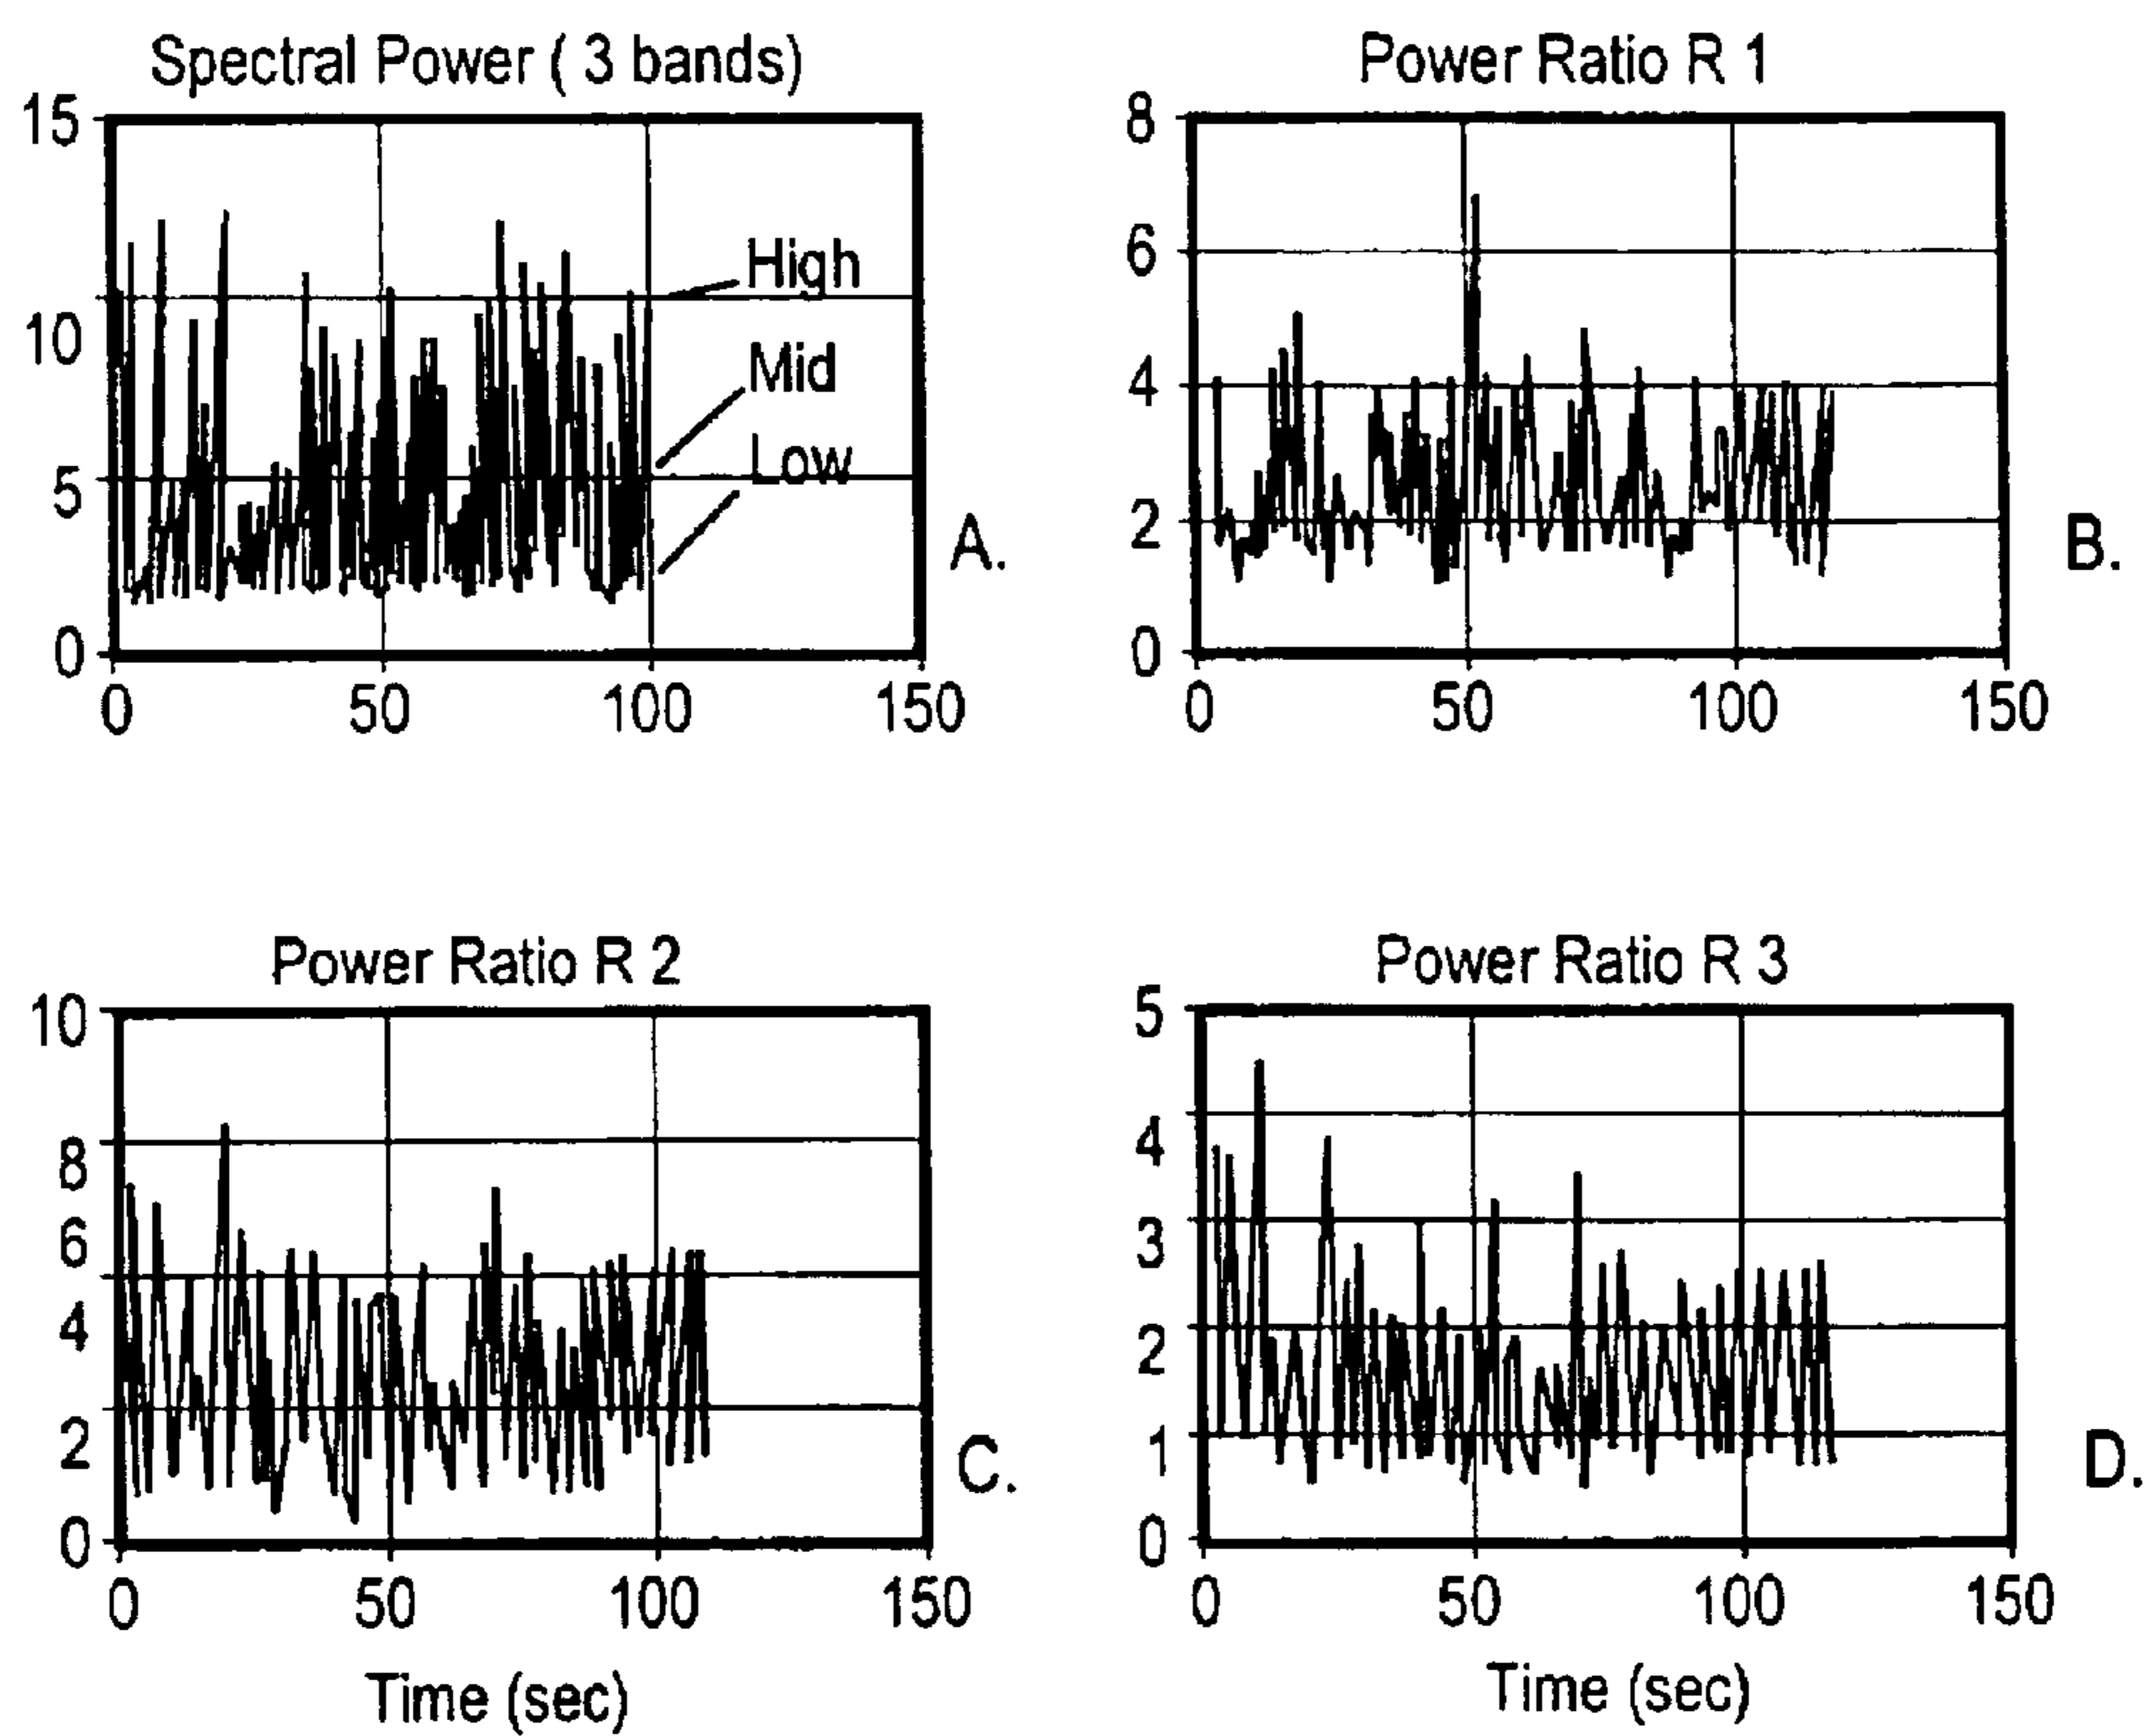 Spectral Power ( 3 bands)
15
10
5
0
High
Mid
Low
0 50 100 150
A.
Power Ratio R 1
8
6
4
2
0
0 50 100 150
B.
Power Ratio R 2
10
8
6
4
2
0
0 50 100 150
Time (sec)
C.
Power Ratio R 3
5
4
3
2
1
0
0 50 100 150
Time (sec)
D.